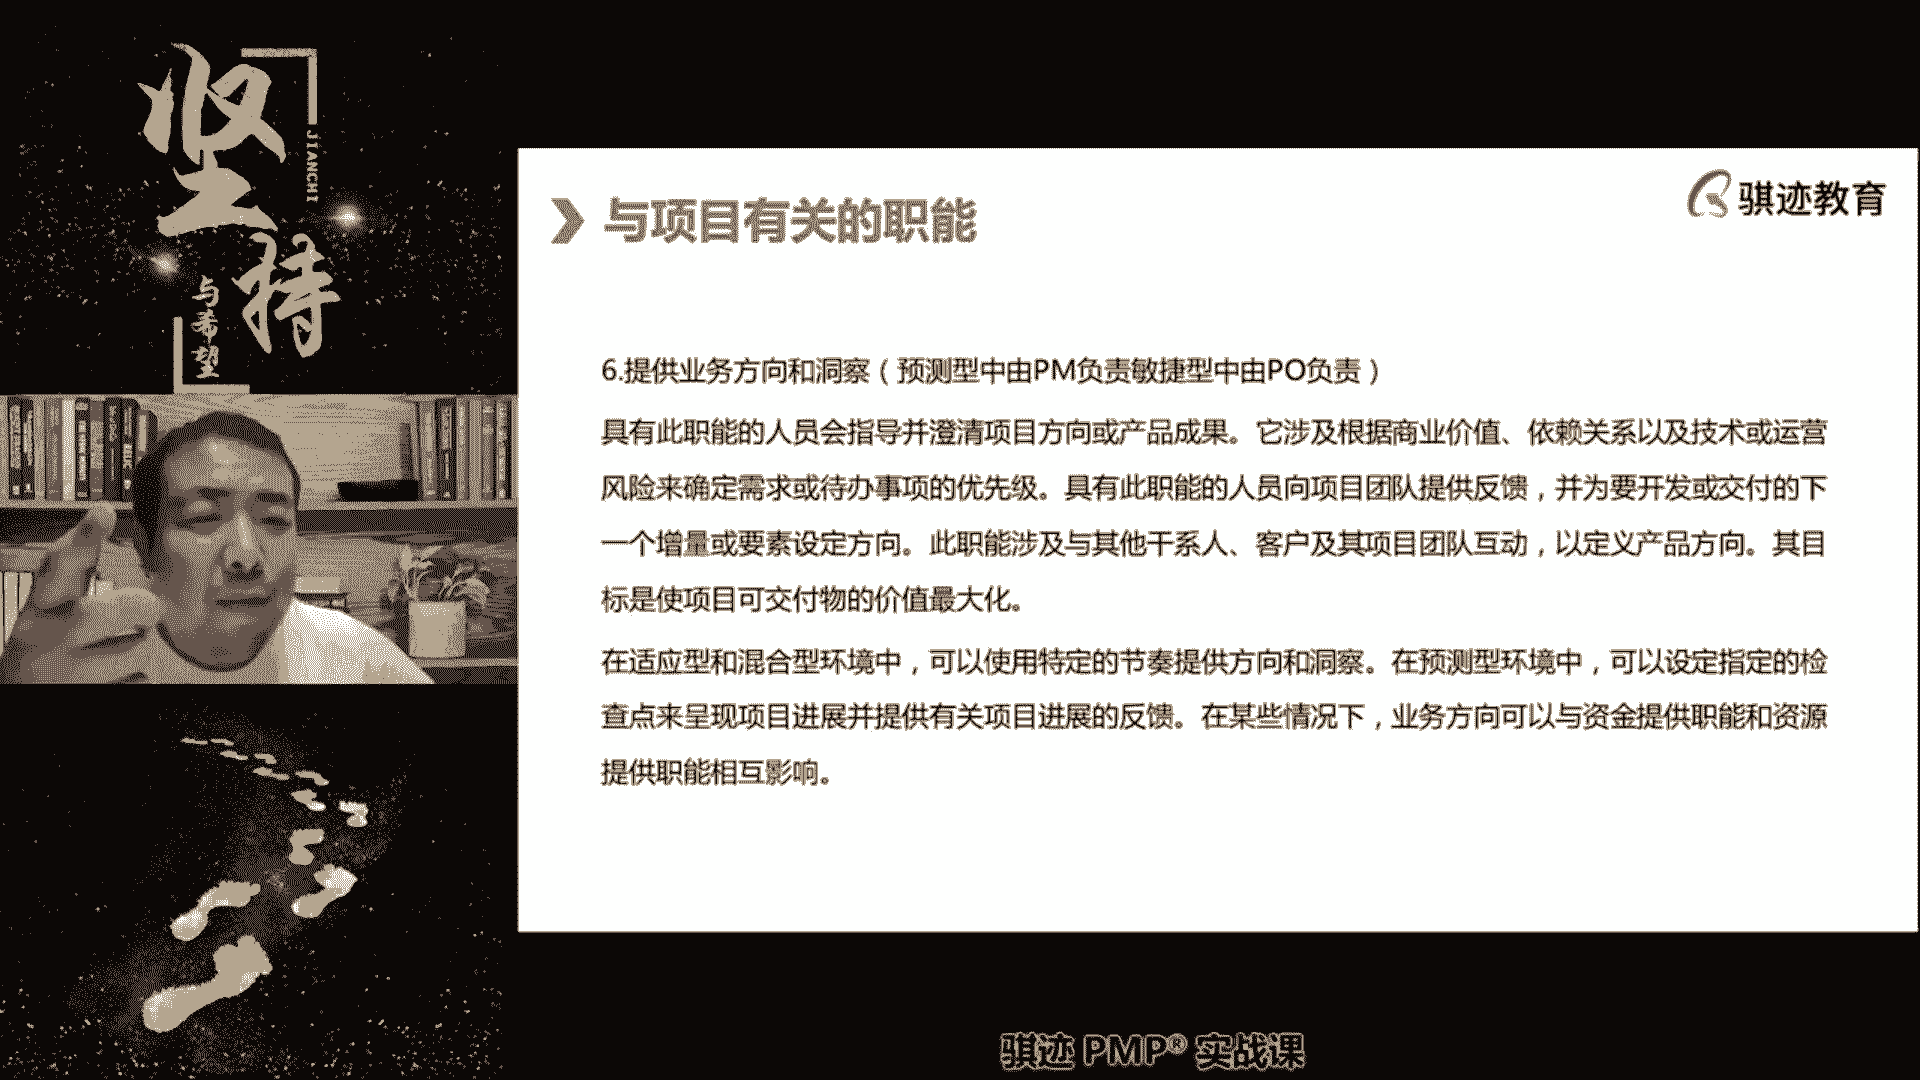 坚持
JIANCHI
与希望
骐迹教育
与项目有关的职能
6.提供业务方向和洞察（预测型中由PM负责敏捷型中由PO负责）
具有此职能的人员会指导并澄清项目方向或产品成果。它涉及根据商业价值、依赖关系以及技术或运营
风险来确定需求或待办事项的优先级。具有此职能的人员向项目团队提供反馈，并为要开发或交付的下
一个增量或要素设定方向。此职能涉及与其他干系人、客户及其项目团队互动，以定义产品方向。其目
标是使项目可交付物的价值最大化。
在适应型和混合型环境中，可以使用特定的节奏提供方向和洞察。在预测型环境中，可以设定指定的检
查点来呈现项目进展并提供有关项目进展的反馈。在某些情况下，业务方向可以与资金提供职能和资源
提供职能相互影响。
骐迹 PMP® 实战课